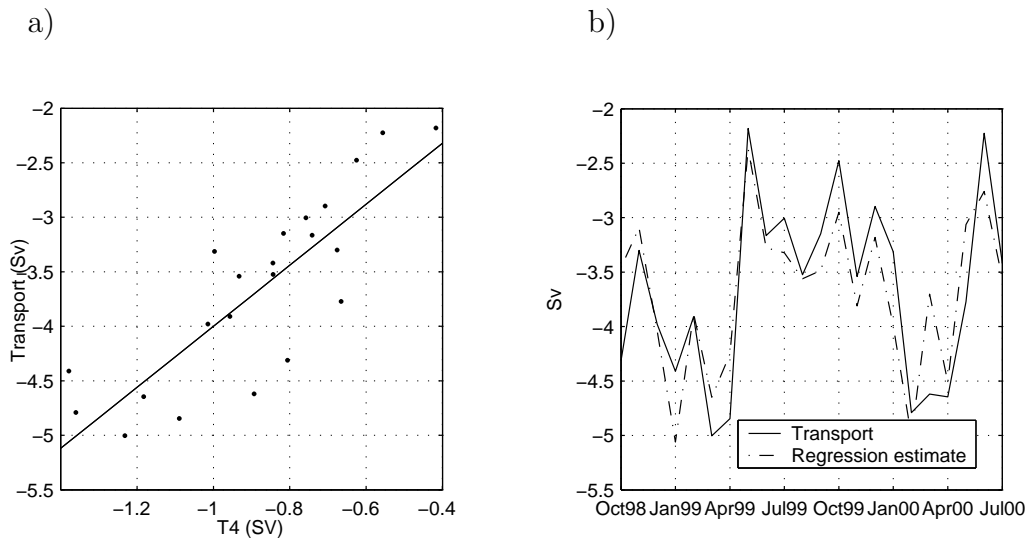 a)
b)
−2
−2.5
−3
−3.5
−4
−4.5
−5
−5.5
Transport (Sv)
−1.2
−1
−0.8
−0.6
−0.4
T4 (SV)
−2
−2.5
−3
−3.5
−4
−4.5
−5
−5.5
Sv
Transport
Regression estimate
Oct98
Jan99
Apr99
Jul99
Oct99
Jan00
Apr00
Jul00